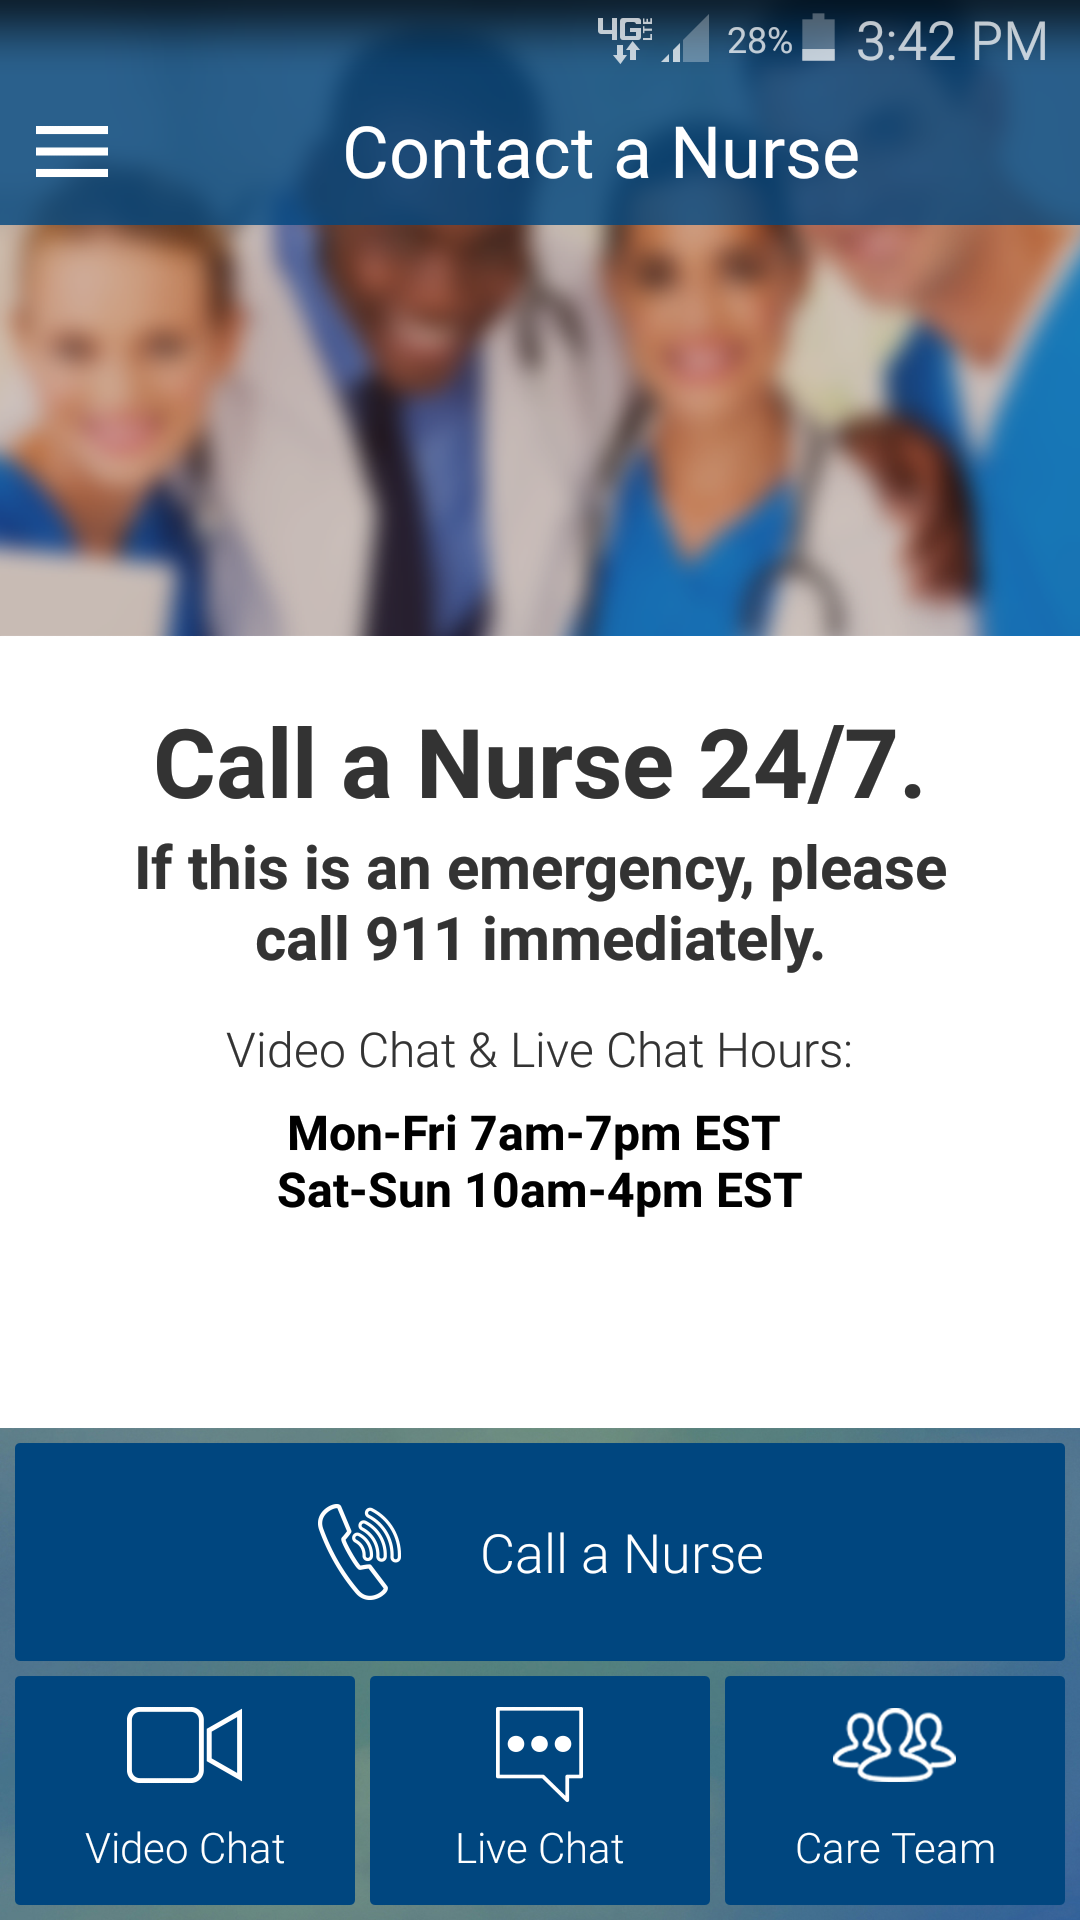 4G LTE 28% 3:42 PM
Contact a Nurse
Call a Nurse 24/7.
If this is an emergency, please
call 911 immediately.
Video Chat & Live Chat Hours:
Mon-Fri 7am-7pm EST
Sat-Sun 10am-4pm EST
Call a Nurse
Video Chat Live Chat Care Team